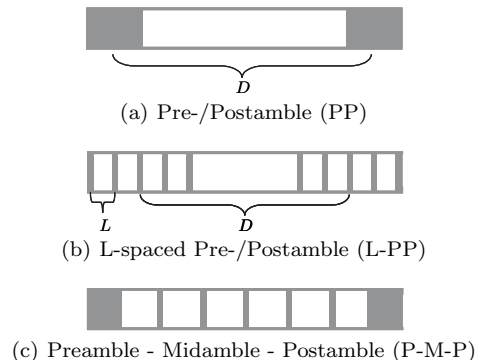 D
(a) Pre-/Postamble (PP)
L
D
(b) L-spaced Pre-/Postamble (L-PP)
(c) Preamble - Midamble - Postamble (P-M-P)